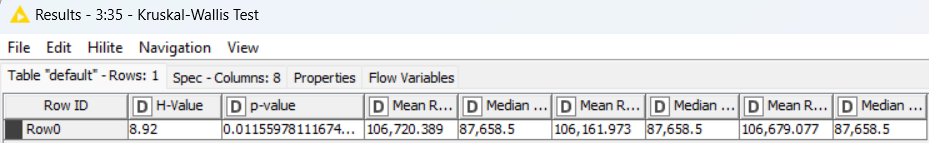 Results - 3:35 - Kruskal-Wallis Test
File Edit Hilite Navigation View
Table "default" - Rows: 1 Spec - Columns: 8 Properties Flow Variables
Row ID D H-Value D p-value D Mean R... D Median ... D Mean R... D Median ... D Mean R... D Median ...
Row0 8.92 0.01155978111674... 106,720.389 87,658.5 106,161.973 87,658.5 106,679.077 87,658.5